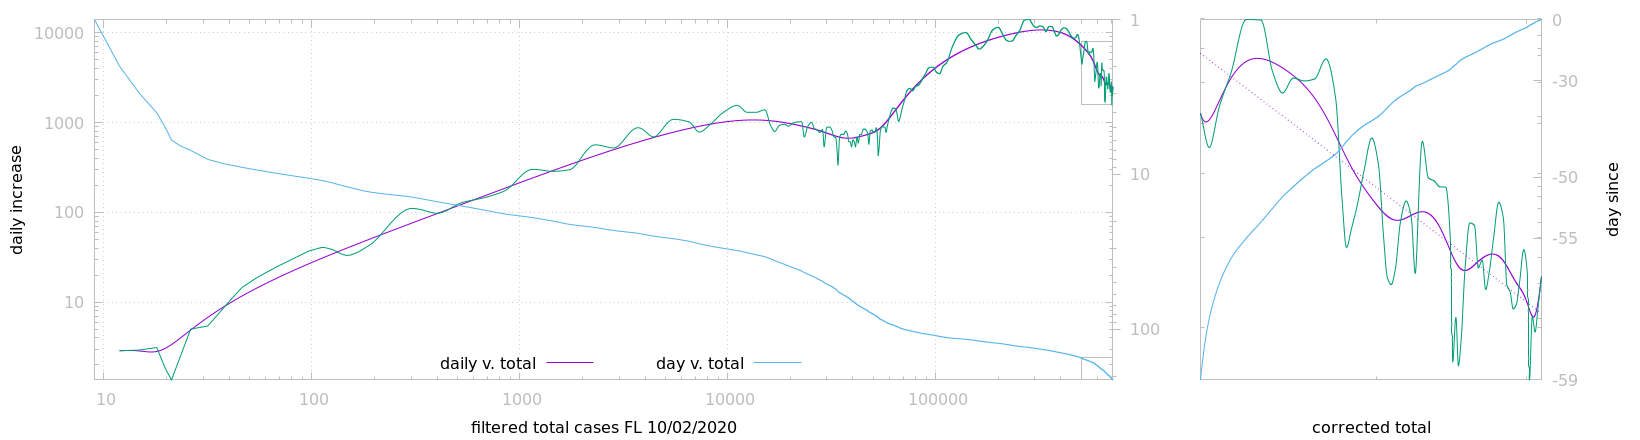 10000
1000
100
10
daily increase
10
100
1000
10000
100000
filtered total cases FL 10/02/2020
daily v. total
day v. total
1
10
100
0
-30
-50
-55
-59
day since
corrected total